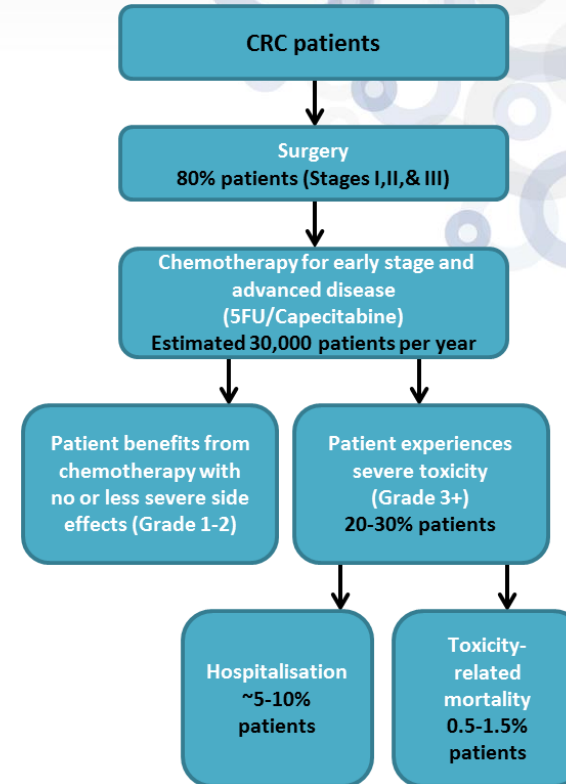 CRC patients
Surgery
80% patients (Stages I,II,& III)
Chemotherapy for early stage and
advanced disease
(5FU/Capecitabine)
Estimated 30,000 patients per year
Patient benefits from
chemotherapy with
no or less severe side
effects (Grade 1-2)
Patient experiences
severe toxicity
(Grade 3+)
20-30% patients
Hospitalisation
~5-10%
patients
Toxicity-
related
mortality
0.5-1.5%
patients